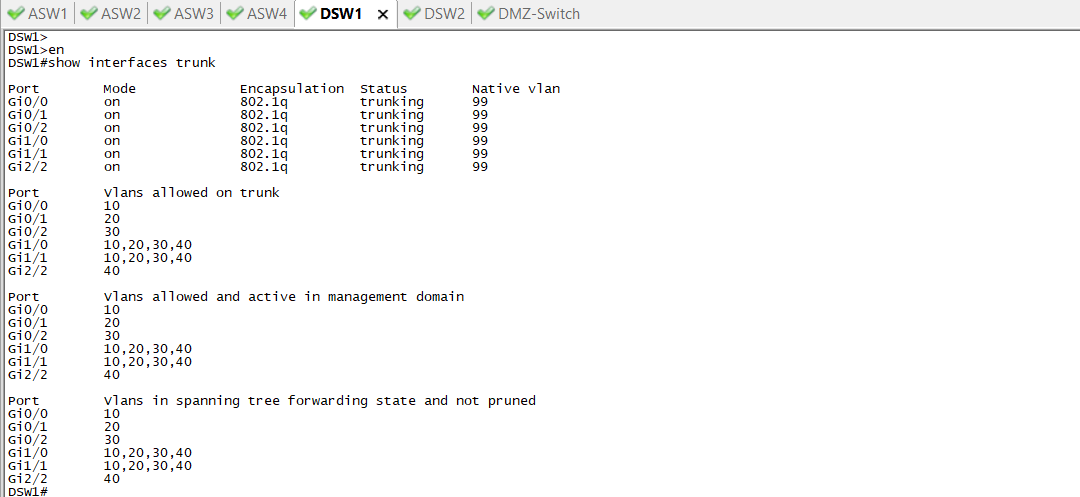 ASW1 ASW2 ASW3 ASW4 DSW1 × DSW2 DMZ-Switch
DSW1>
DSW1>en
DSW1#show interfaces trunk
Port        Mode             Encapsulation  Status        Native vlan
Gi0/0       on               802.1q         trunking      99
Gi0/1       on               802.1q         trunking      99
Gi0/2       on               802.1q         trunking      99
Gi1/0       on               802.1q         trunking      99
Gi1/1       on               802.1q         trunking      99
Gi2/2       on               802.1q         trunking      99
Port        Vlans allowed on trunk
Gi0/0       10
Gi0/1       20
Gi0/2       30
Gi1/0       10,20,30,40
Gi1/1       10,20,30,40
Gi2/2       40
Port        Vlans allowed and active in management domain
Gi0/0       10
Gi0/1       20
Gi0/2       30
Gi1/0       10,20,30,40
Gi1/1       10,20,30,40
Gi2/2       40
Port        Vlans in spanning tree forwarding state and not pruned
Gi0/0       10
Gi0/1       20
Gi0/2       30
Gi1/0       10,20,30,40
Gi1/1       10,20,30,40
Gi2/2       40
DSW1#